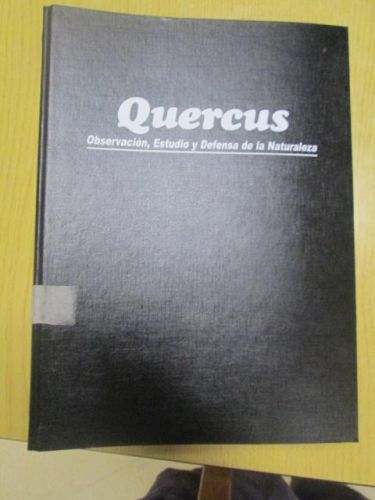 Quercus
Observación, Estudio y Defensa de la Naturaleza